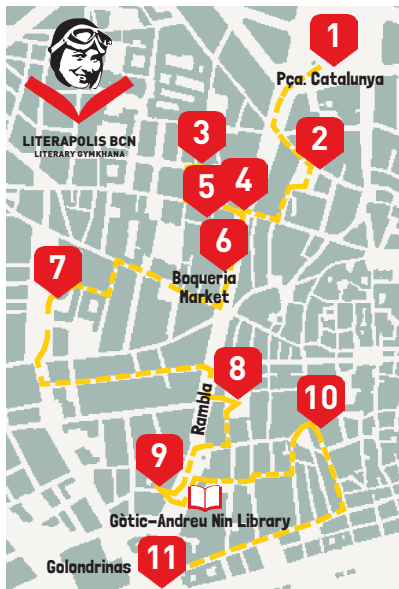 1
Pça. Catalunya
LITERAPOLIS BCN
LITERARY GYMKHANA
3
2
5
4
6
Boqueria
Market
7
8
Rambla
10
9
Gòtic-Andreu Nin Library
Golondrinas
11